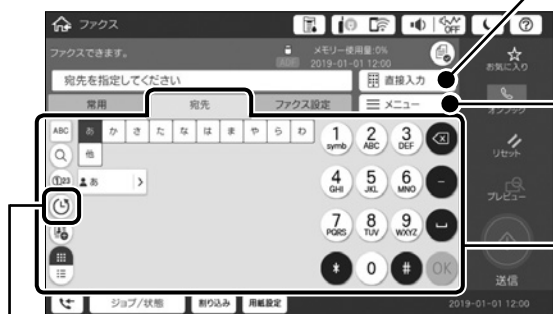 ファクス
OFF
ファクスできます。
ADF
メモリー使用量:0%
2019-01-01 12:00
お気に入り
宛先を指定してください
直接入力
常用
宛先
ファクス設定
メニュー
オンフック
ABC
あ か さ た な は ま や ら わ
他
123
あ
1 symb
2 ABC
3 DEF
4 GHI
5 JKL
6 MNO
-
7 PQRS
8 TUV
9 WXYZ
* 0 # OK
リセット
プレビュー
送信
ジョブ/状態
割り込み
用紙設定
2019-01-01 12:00